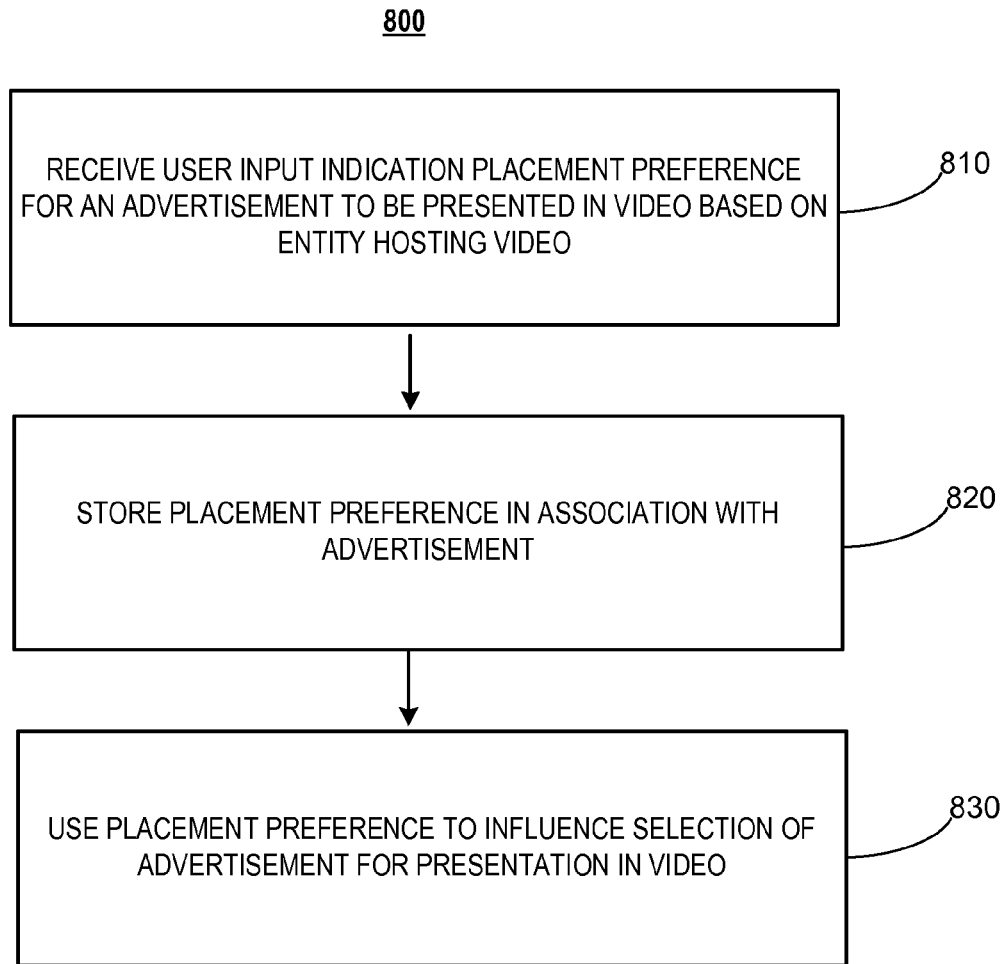 800
RECEIVE USER INPUT INDICATION PLACEMENT PREFERENCE
FOR AN ADVERTISEMENT TO BE PRESENTED IN VIDEO BASED ON
ENTITY HOSTING VIDEO
810
STORE PLACEMENT PREFERENCE IN ASSOCIATION WITH
ADVERTISEMENT
820
USE PLACEMENT PREFERENCE TO INFLUENCE SELECTION OF
ADVERTISEMENT FOR PRESENTATION IN VIDEO
830